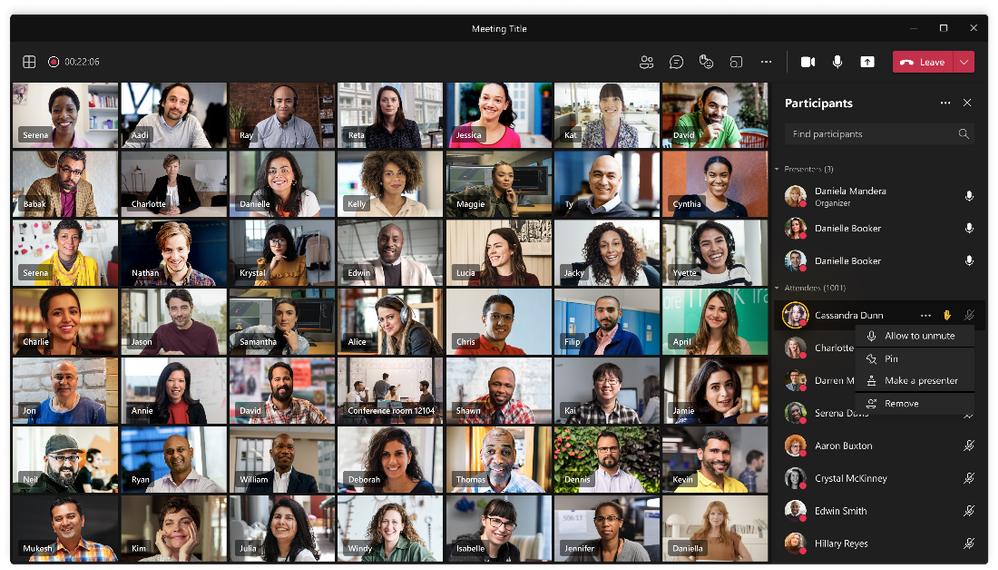 Meeting Title
00:22:06
Leave
Serena
Aadi
Ray
Reta
Jessica
Kat
David
Babak
Charlotte
Danielle
Kelly
Maggie
Ty
Cynthia
Serena
Nathan
Krystal
Edwin
Lucia
Jacky
Yvette
Charlie
Jason
Samantha
Alice
Chris
Filip
April
Jon
Annie
David
Conference room 12104
Shawn
Kai
Jamie
Neil
Ryan
William
Deborah
Thomas
Dennis
Kevin
Mukesh
Kim
Julia
Windy
Isabelle
Jennifer
Daniella
Participants
Find participants
Presenters (3)
Daniela Mandera
Organizer
Danielle Booker
Danielle Booker
Attendees (1001)
Cassandra Dunn
Allow to unmute
Charlotte
Pin
Darren M
Make a presenter
Remove
Serena
Aaron Buxton
Crystal McKinney
Edwin Smith
Hillary Reyes